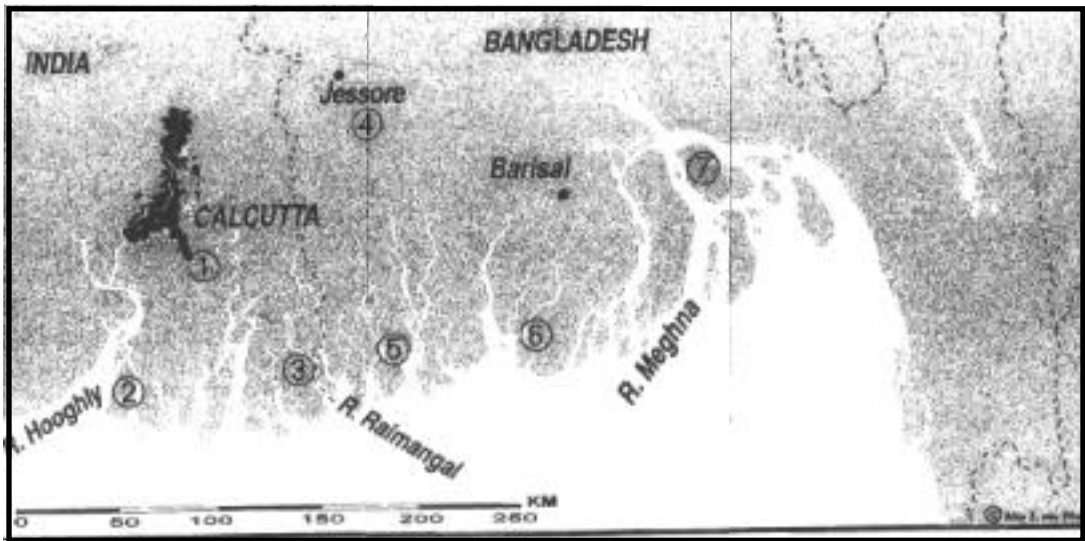 INDIA
BANGLADESH
Jessore
④
Barisal
⑦
CALCUTTA
①
⑥
⑤
③
②
R. Hooghly
R. Raimangal
R. Meghna
0 50 100 150 200 250 KM
©